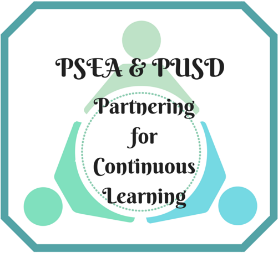 PSEA & PUSD
Partnering
for
Continuous
Learning